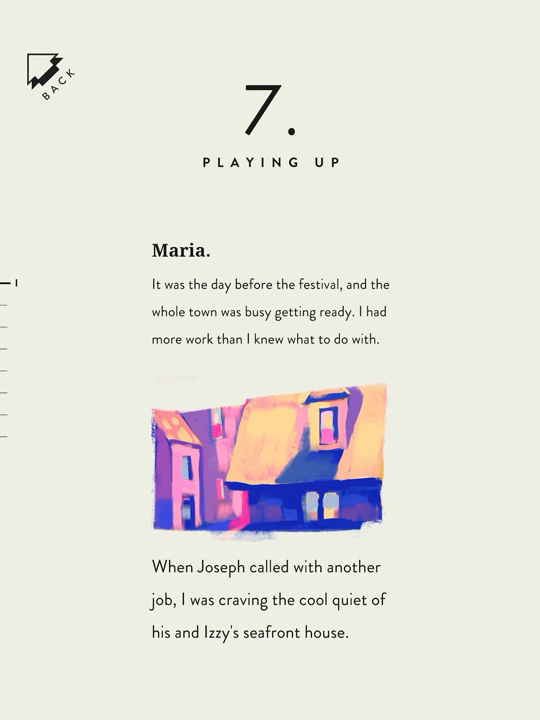 BACK
7.
PLAYING UP
Maria.
I
It was the day before the festival, and the
whole town was busy getting ready. I had
more work than I knew what to do with.
When Joseph called with another
job, I was craving the cool quiet of
his and Izzy's seafront house.